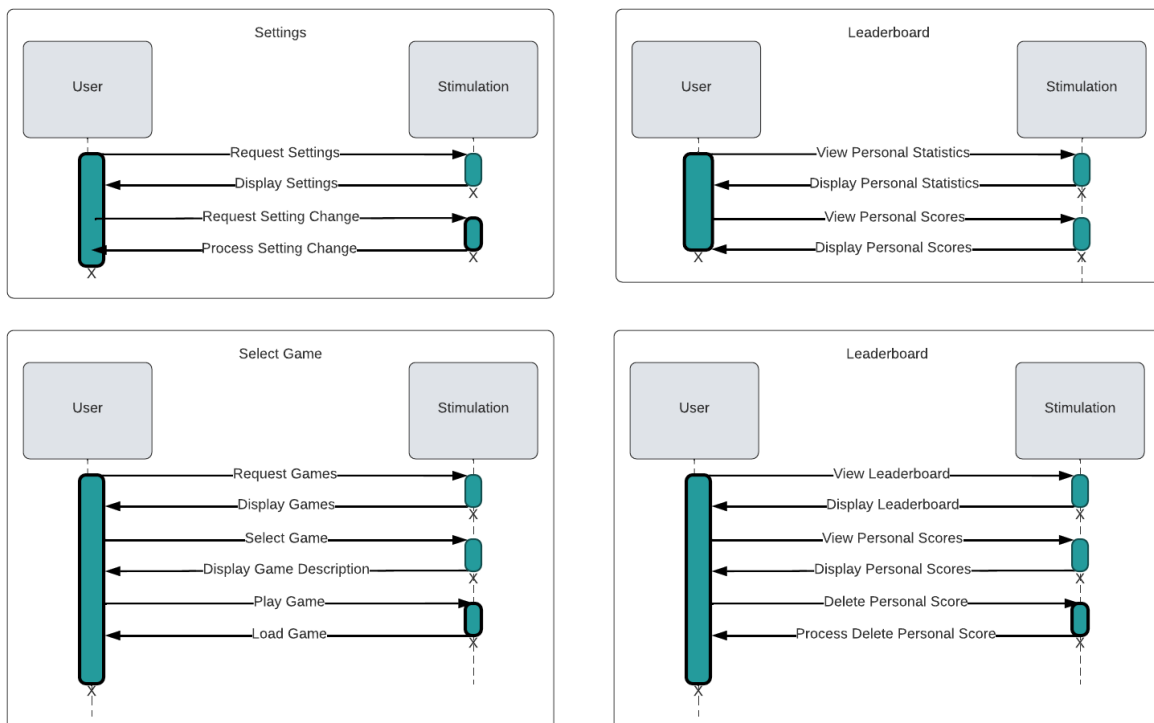 Settings
User
Stimulation
Request Settings
Display Settings
X
Request Setting Change
Process Setting Change
X
X
Leaderboard
User
Stimulation
View Personal Statistics
Display Personal Statistics
X
View Personal Scores
Display Personal Scores
X
X
Select Game
User
Stimulation
Request Games
Display Games
X
Select Game
Display Game Description
X
Play Game
Load Game
X
X
Leaderboard
User
Stimulation
View Leaderboard
Display Leaderboard
X
View Personal Scores
Display Personal Scores
X
Delete Personal Score
Process Delete Personal Score
X
X